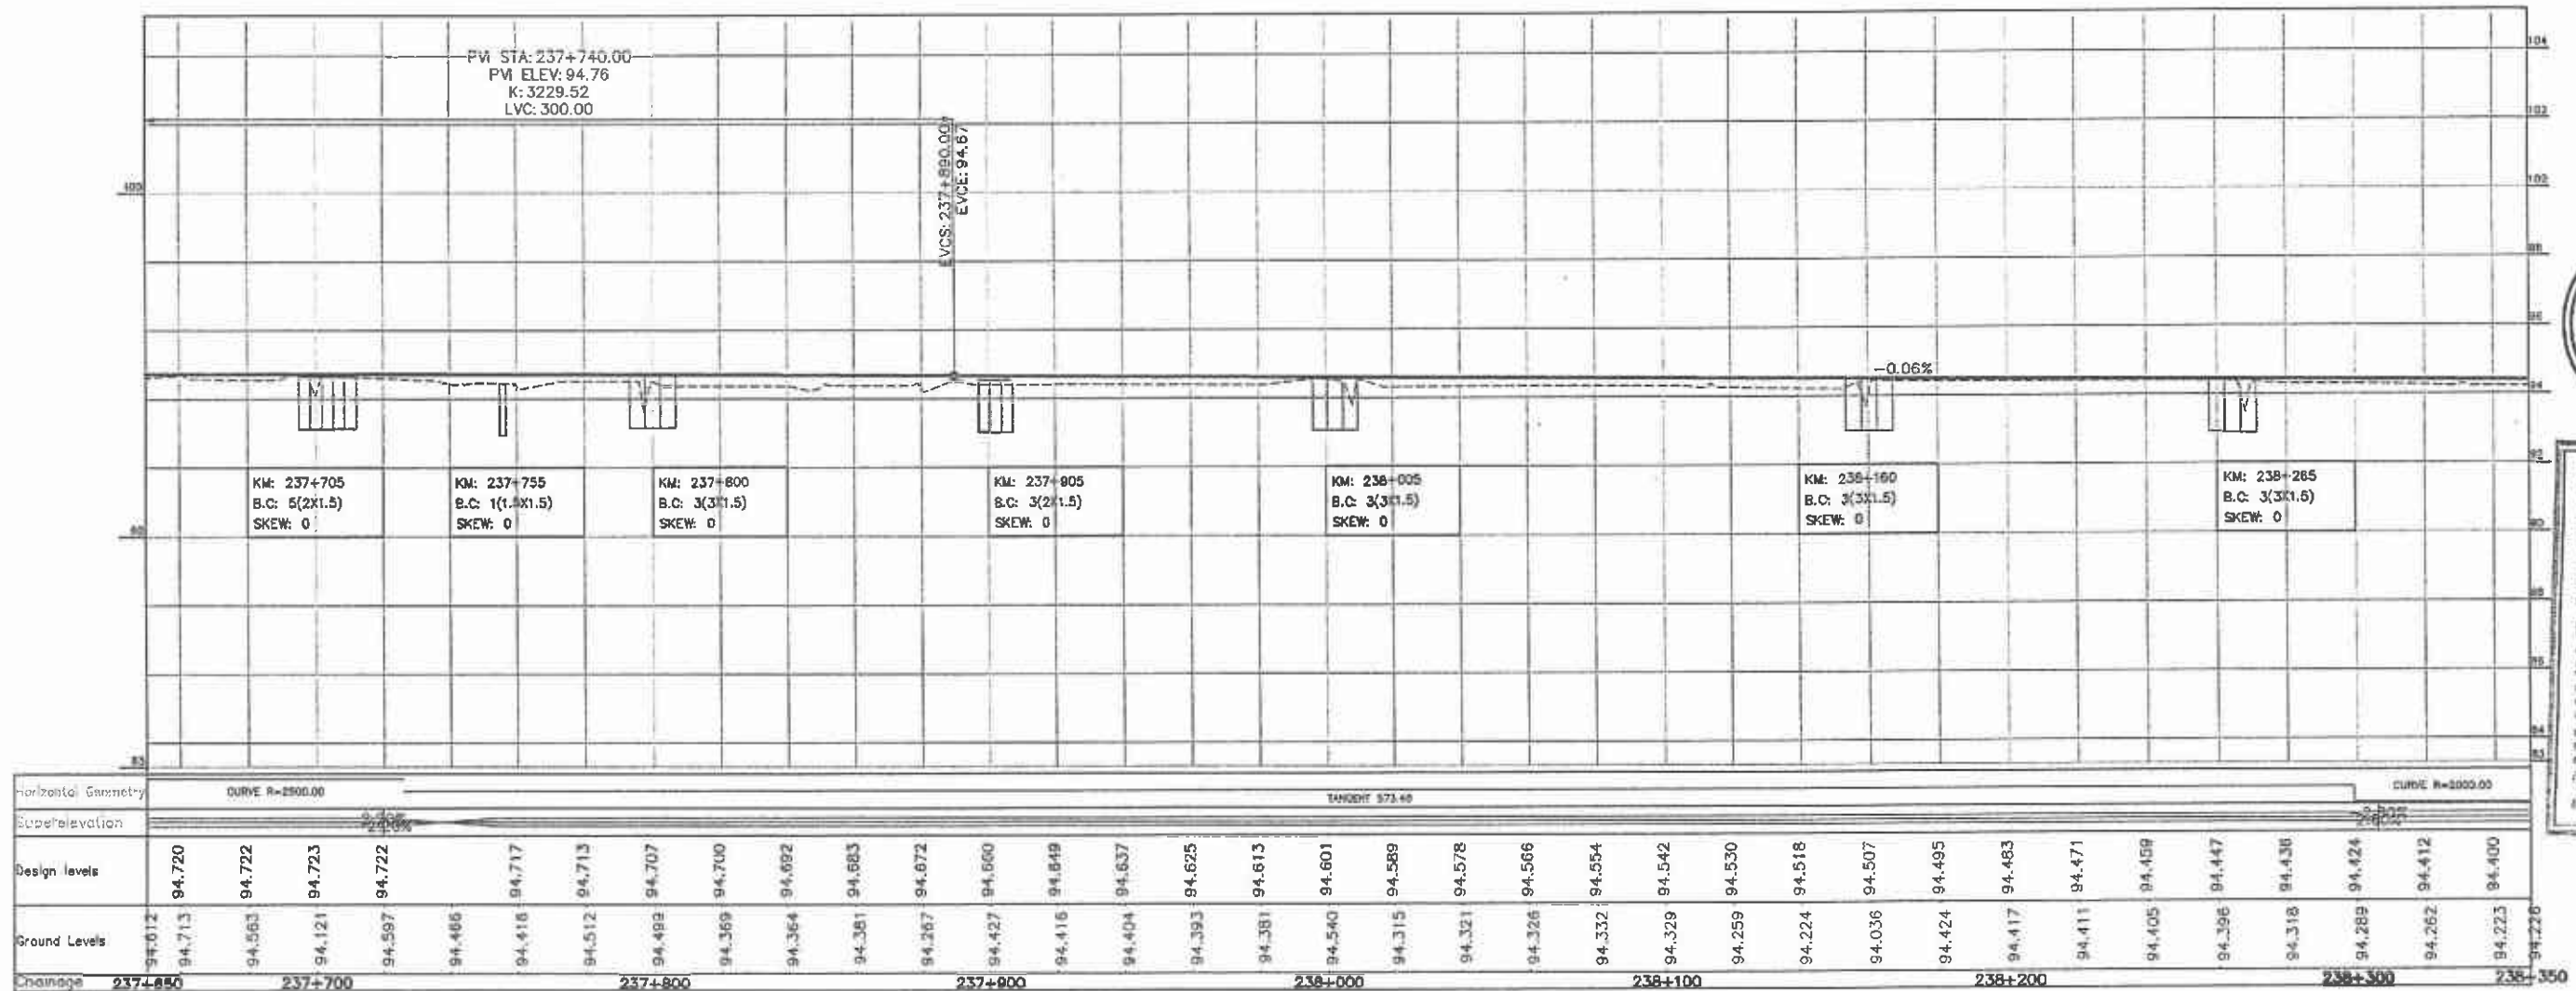 PVI STA: 237+740.00
PVI ELEV: 94.76
K: 3229.52
LVC: 300.00
EVCS: 237+890.00
EVCE: 94.67
-0.06%
100
104
102
94
KM: 237+705
B.C: 5(2X1.5)
SKEW: 0
KM: 237+755
B.C: 1(1.5X1.5)
SKEW: 0
KM: 237+800
B.C: 3(3X1.5)
SKEW: 0
KM: 237+905
B.C: 3(2X1.5)
SKEW: 0
KM: 238+005
B.C: 3(3X1.5)
SKEW: 0
KM: 238+160
B.C: 3(3X1.5)
SKEW: 0
KM: 238+265
B.C: 3(3X1.5)
SKEW: 0
Horizontal Geometry CURVE R=2500.00 TANGENT 573.40 CURVE R=2000.00
Superelevation
Design levels 94.720 94.722 94.723 94.722 94.717 94.713 94.707 94.700 94.692 94.683 94.672 94.660 94.649 94.637 94.625 94.613 94.601 94.589 94.578 94.566 94.554 94.542 94.530 94.518 94.507 94.495 94.483 94.471 94.459 94.447 94.436 94.424 94.412 94.400
Ground Levels 94.612 94.713 94.563 94.121 94.597 94.466 94.416 94.512 94.499 94.369 94.364 94.381 94.267 94.427 94.416 94.404 94.393 94.381 94.540 94.315 94.321 94.326 94.332 94.329 94.259 94.224 94.036 94.424 94.417 94.411 94.405 94.396 94.318 94.289 94.262 94.223 94.226
Chainage 237+650 237+700 237+800 237+900 238+000 238+100 238+200 238+300 238+350